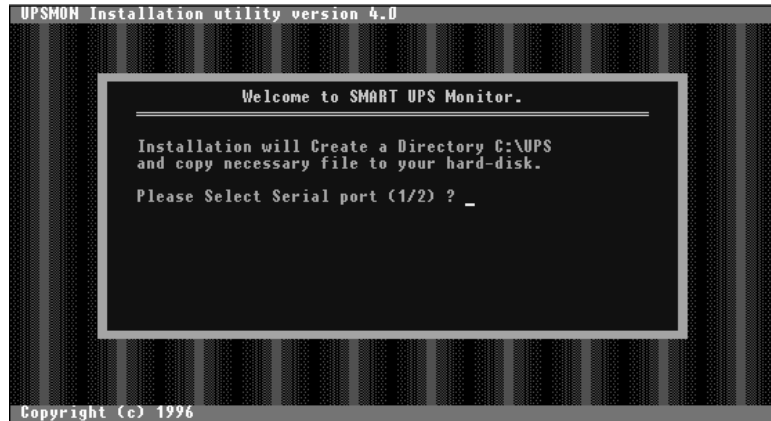 UPSMON Installation utility version 4.0
Welcome to SMART UPS Monitor.
Installation will Create a Directory C:\UPS
and copy necessary file to your hard-disk.
Please Select Serial port (1/2) ? _
Copyright (c) 1996